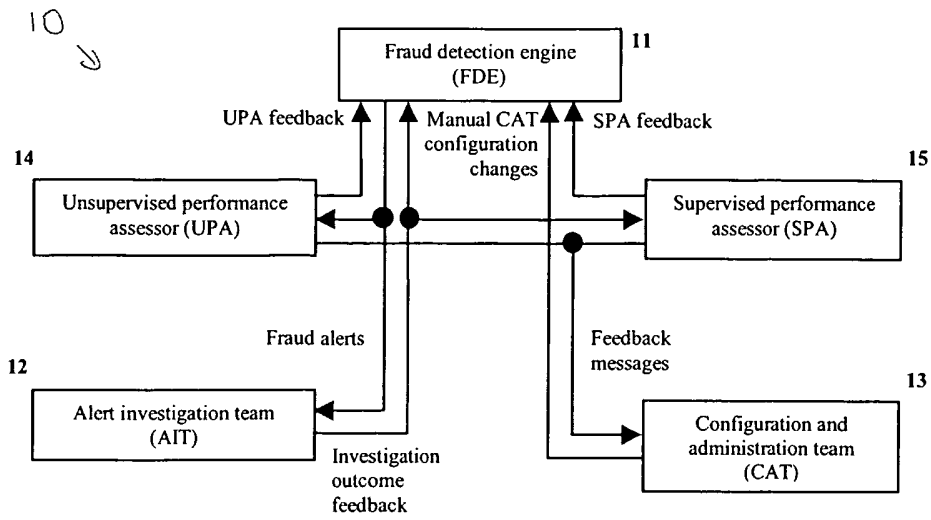 10
11
Fraud detection engine
(FDE)
UPA feedback
Manual CAT
configuration
changes
SPA feedback
14
Unsupervised performance
assessor (UPA)
15
Supervised performance
assessor (SPA)
Fraud alerts
Feedback
messages
12
Alert investigation team
(AIT)
Investigation
outcome
feedback
13
Configuration and
administration team
(CAT)